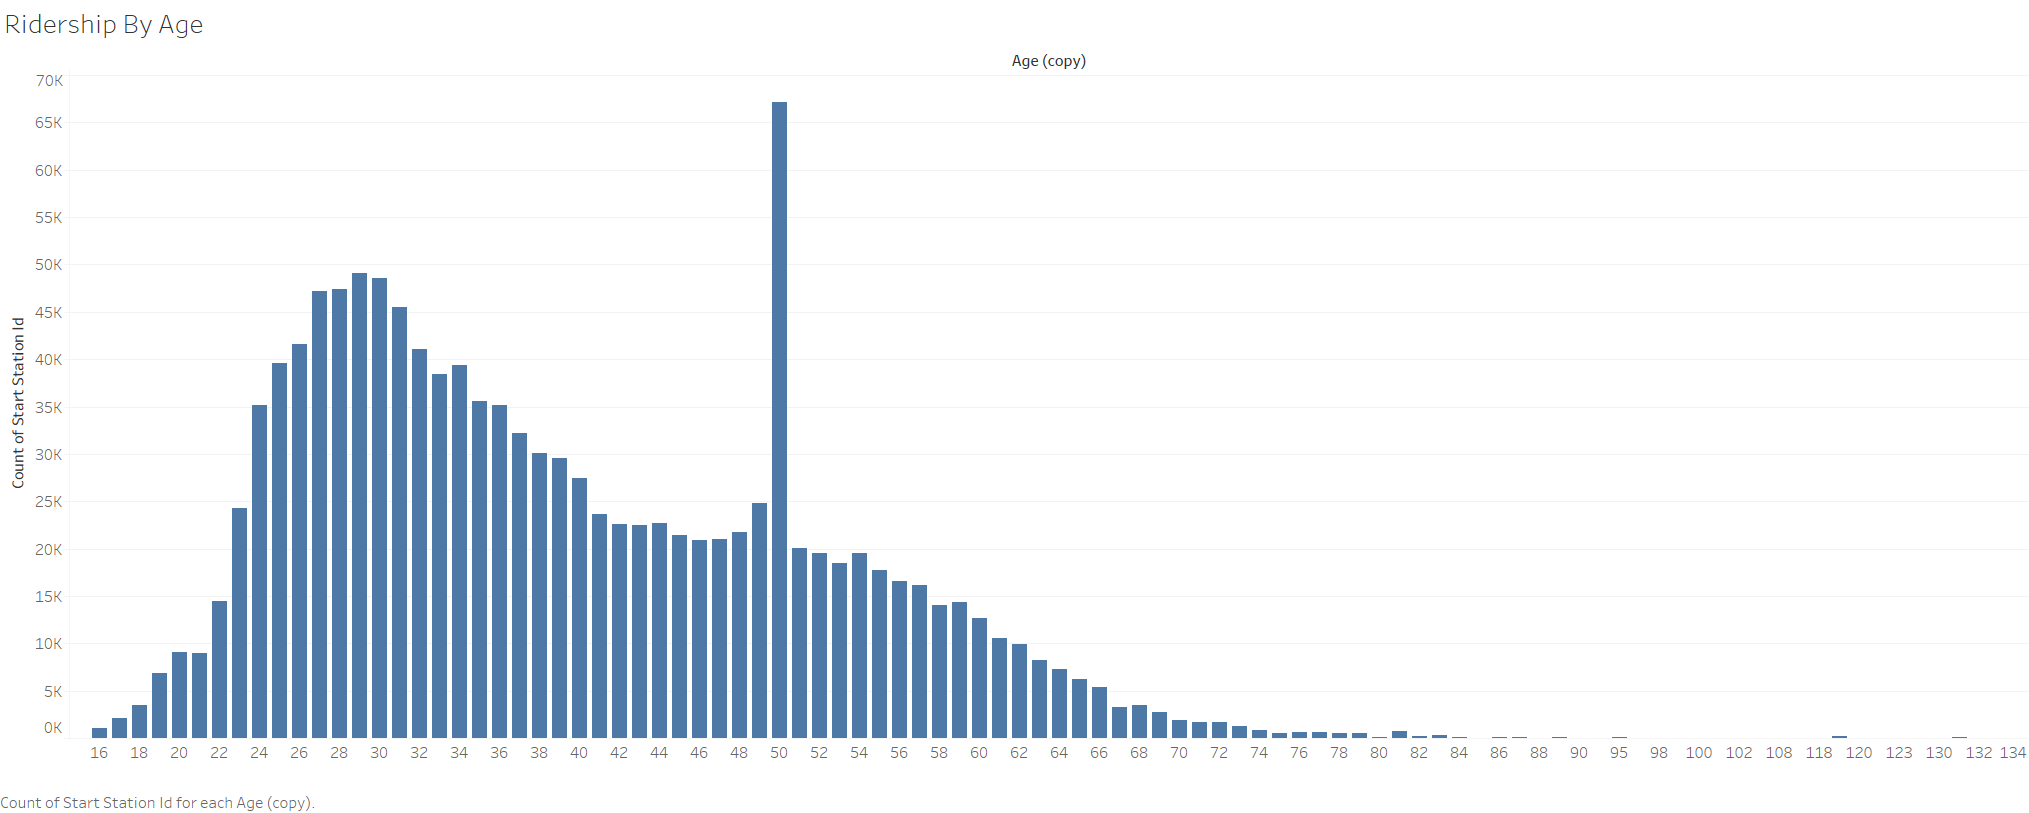 Ridership By Age
Age (copy)
70K
65K
60K
55K
50K
45K
40K
35K
30K
25K
20K
15K
10K
5K
0K
Count of Start Station Id
16 18 20 22 24 26 28 30 32 34 36 38 40 42 44 46 48 50 52 54 56 58 60 62 64 66 68 70 72 74 76 78 80 82 84 86 88 90 95 98 100 102 108 118 120 123 130 132 134
Count of Start Station Id for each Age (copy).